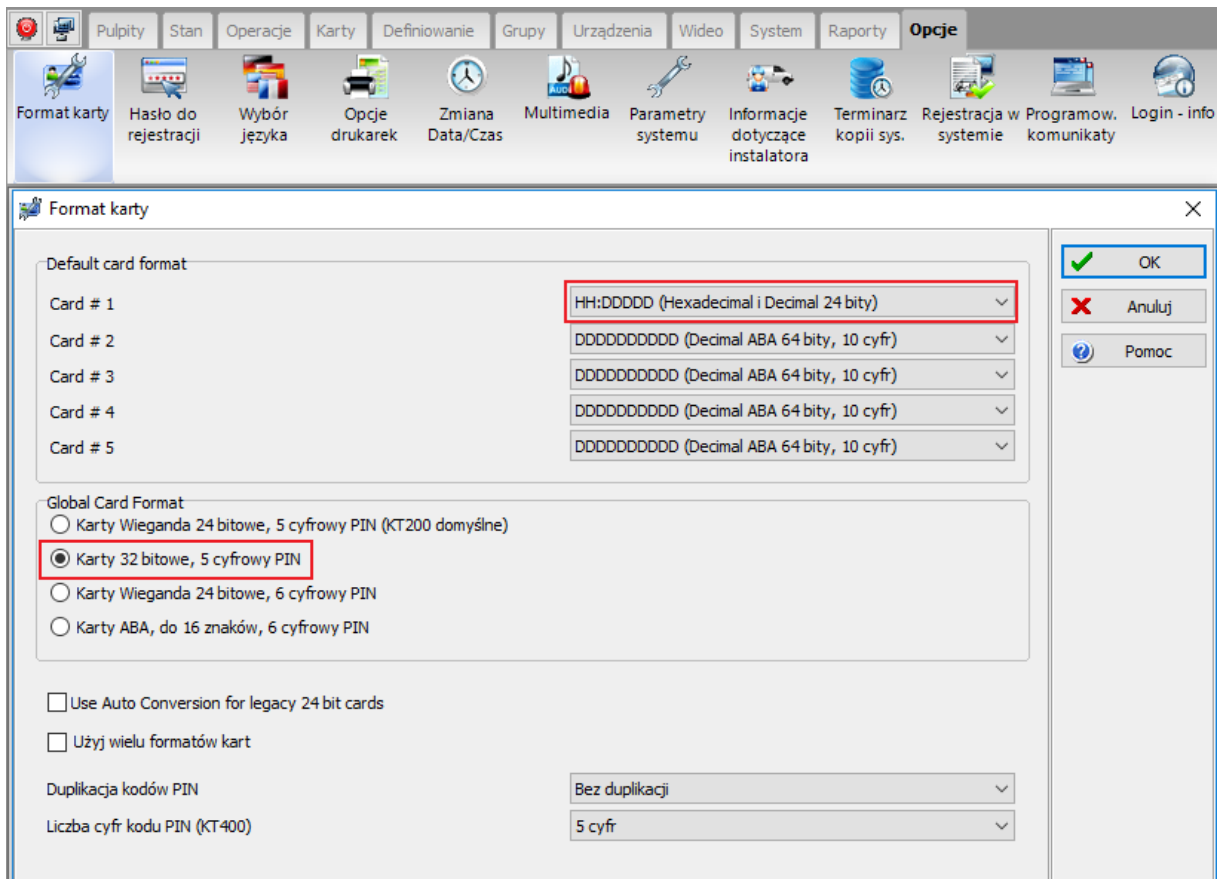 Pulpity Stan Operacje Karty Definiowanie Grupy Urządzenia Wideo System Raporty Opcje
Format karty Hasło do Wybór Opcje Zmiana Multimedia Parametry Informacje Terminarz Rejestracja w Programow. Login - info
rejestracji języka drukarek Data/Czas systemu dotyczące kopii sys. systemie komunikaty
instalatora
Format karty
Default card format
Card # 1 HH:DDDDD (Hexadecimal i Decimal 24 bity)
Card # 2 DDDDDDDDDD (Decimal ABA 64 bity, 10 cyfr)
Card # 3 DDDDDDDDDD (Decimal ABA 64 bity, 10 cyfr)
Card # 4 DDDDDDDDDD (Decimal ABA 64 bity, 10 cyfr)
Card # 5 DDDDDDDDDD (Decimal ABA 64 bity, 10 cyfr)
Global Card Format
Karty Wieganda 24 bitowe, 5 cyfrowy PIN (KT200 domyślne)
Karty 32 bitowe, 5 cyfrowy PIN
Karty Wieganda 24 bitowe, 6 cyfrowy PIN
Karty ABA, do 16 znaków, 6 cyfrowy PIN
Use Auto Conversion for legacy 24 bit cards
Użyj wielu formatów kart
Duplikacja kodów PIN Bez duplikacji
Liczba cyfr kodu PIN (KT400) 5 cyfr
OK
Anuluj
Pomoc